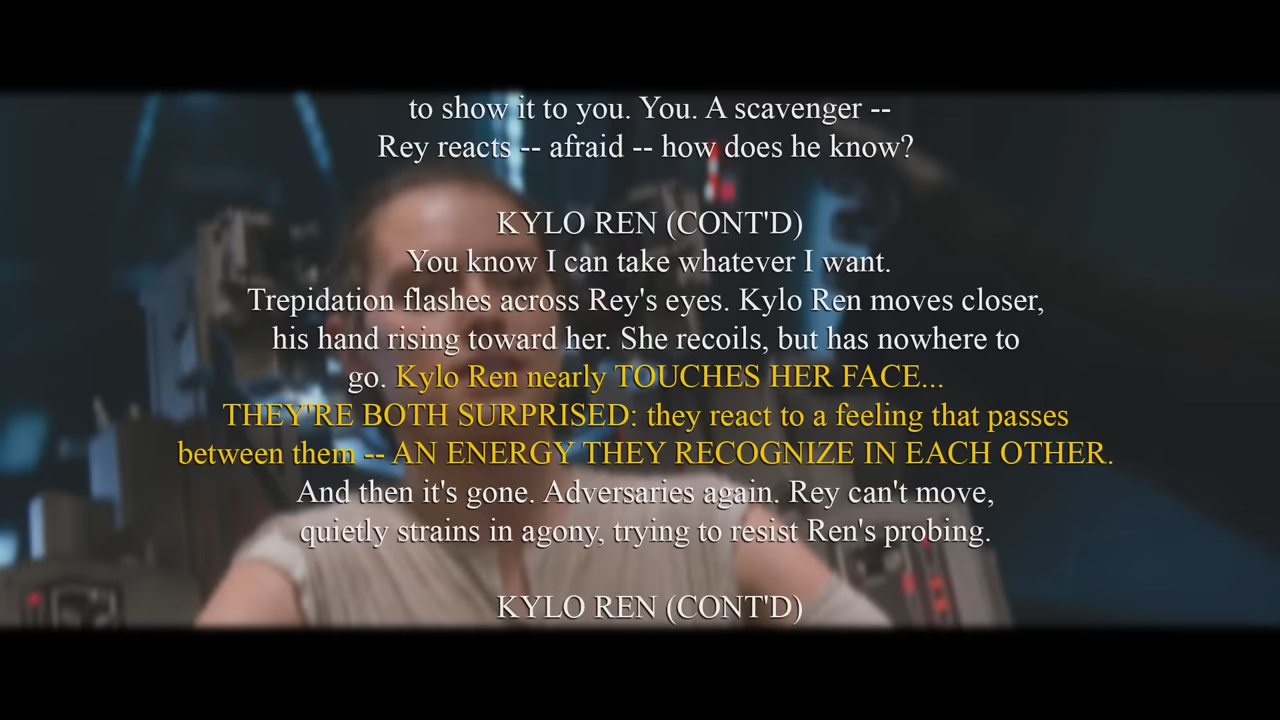 to show it to you. You. A scavenger --
Rey reacts -- afraid -- how does he know?
KYLO REN (CONT'D)
You know I can take whatever I want.
Trepidation flashes across Rey's eyes. Kylo Ren moves closer,
his hand rising toward her. She recoils, but has nowhere to
go. Kylo Ren nearly TOUCHES HER FACE...
THEY'RE BOTH SURPRISED: they react to a feeling that passes
between them -- AN ENERGY THEY RECOGNIZE IN EACH OTHER.
And then it's gone. Adversaries again. Rey can't move,
quietly strains in agony, trying to resist Ren's probing.
KYLO REN (CONT'D)